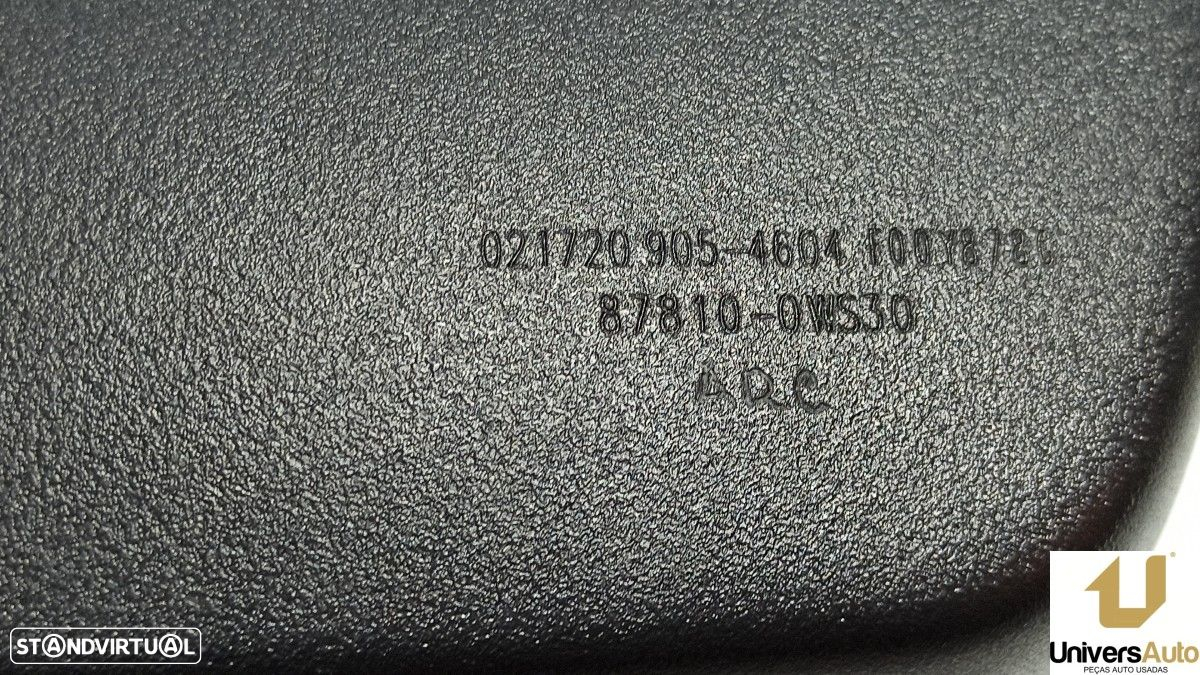 021720 905-4604
87810-0WS30
STANDVIRTUAL
UniversAuto
PEÇAS AUTO USADAS